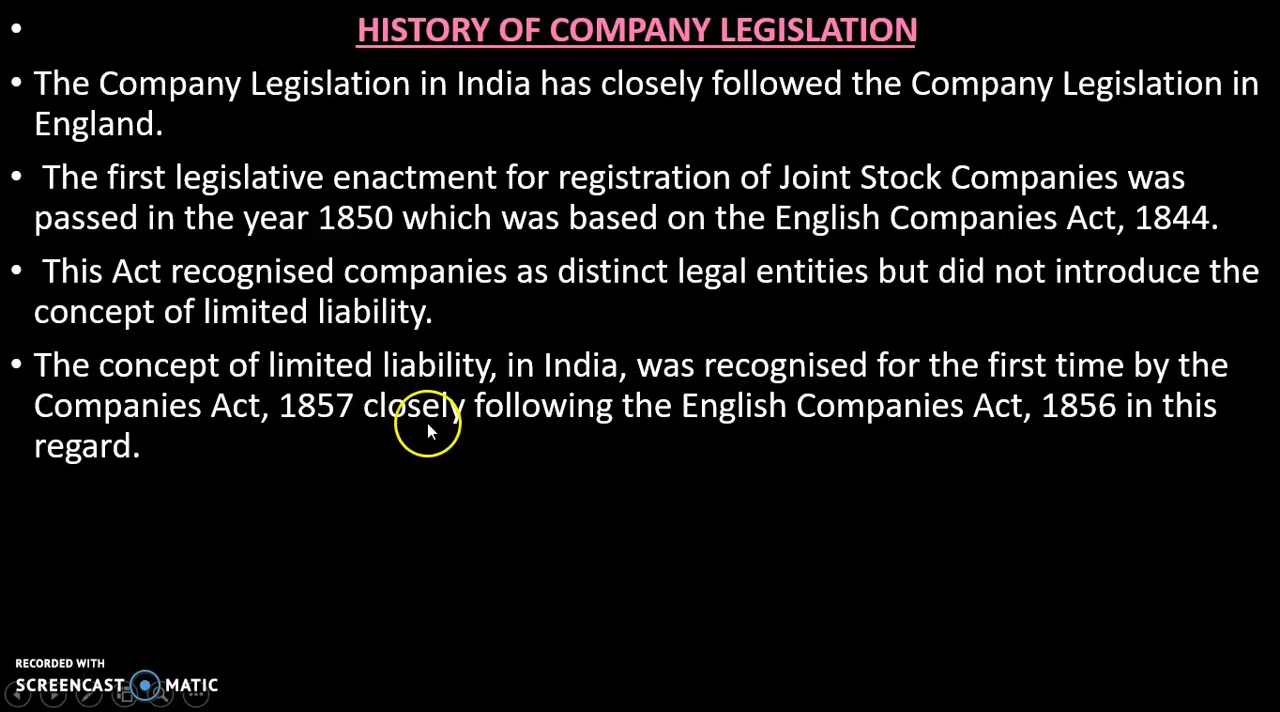 • HISTORY OF COMPANY LEGISLATION
• The Company Legislation in India has closely followed the Company Legislation in
England.
• The first legislative enactment for registration of Joint Stock Companies was
passed in the year 1850 which was based on the English Companies Act, 1844.
• This Act recognised companies as distinct legal entities but did not introduce the
concept of limited liability.
• The concept of limited liability, in India, was recognised for the first time by the
Companies Act, 1857 closely following the English Companies Act, 1856 in this
regard.
RECORDED WITH
SCREENCAST MATIC